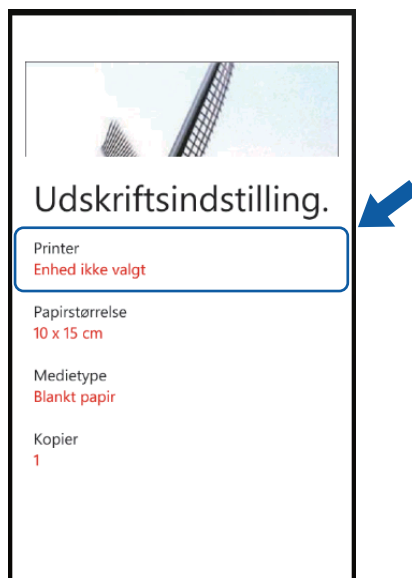 Udskriftsindstilling.
Printer
Enhed ikke valgt
Papirstørrelse
10 x 15 cm
Medietype
Blankt papir
Kopier
1